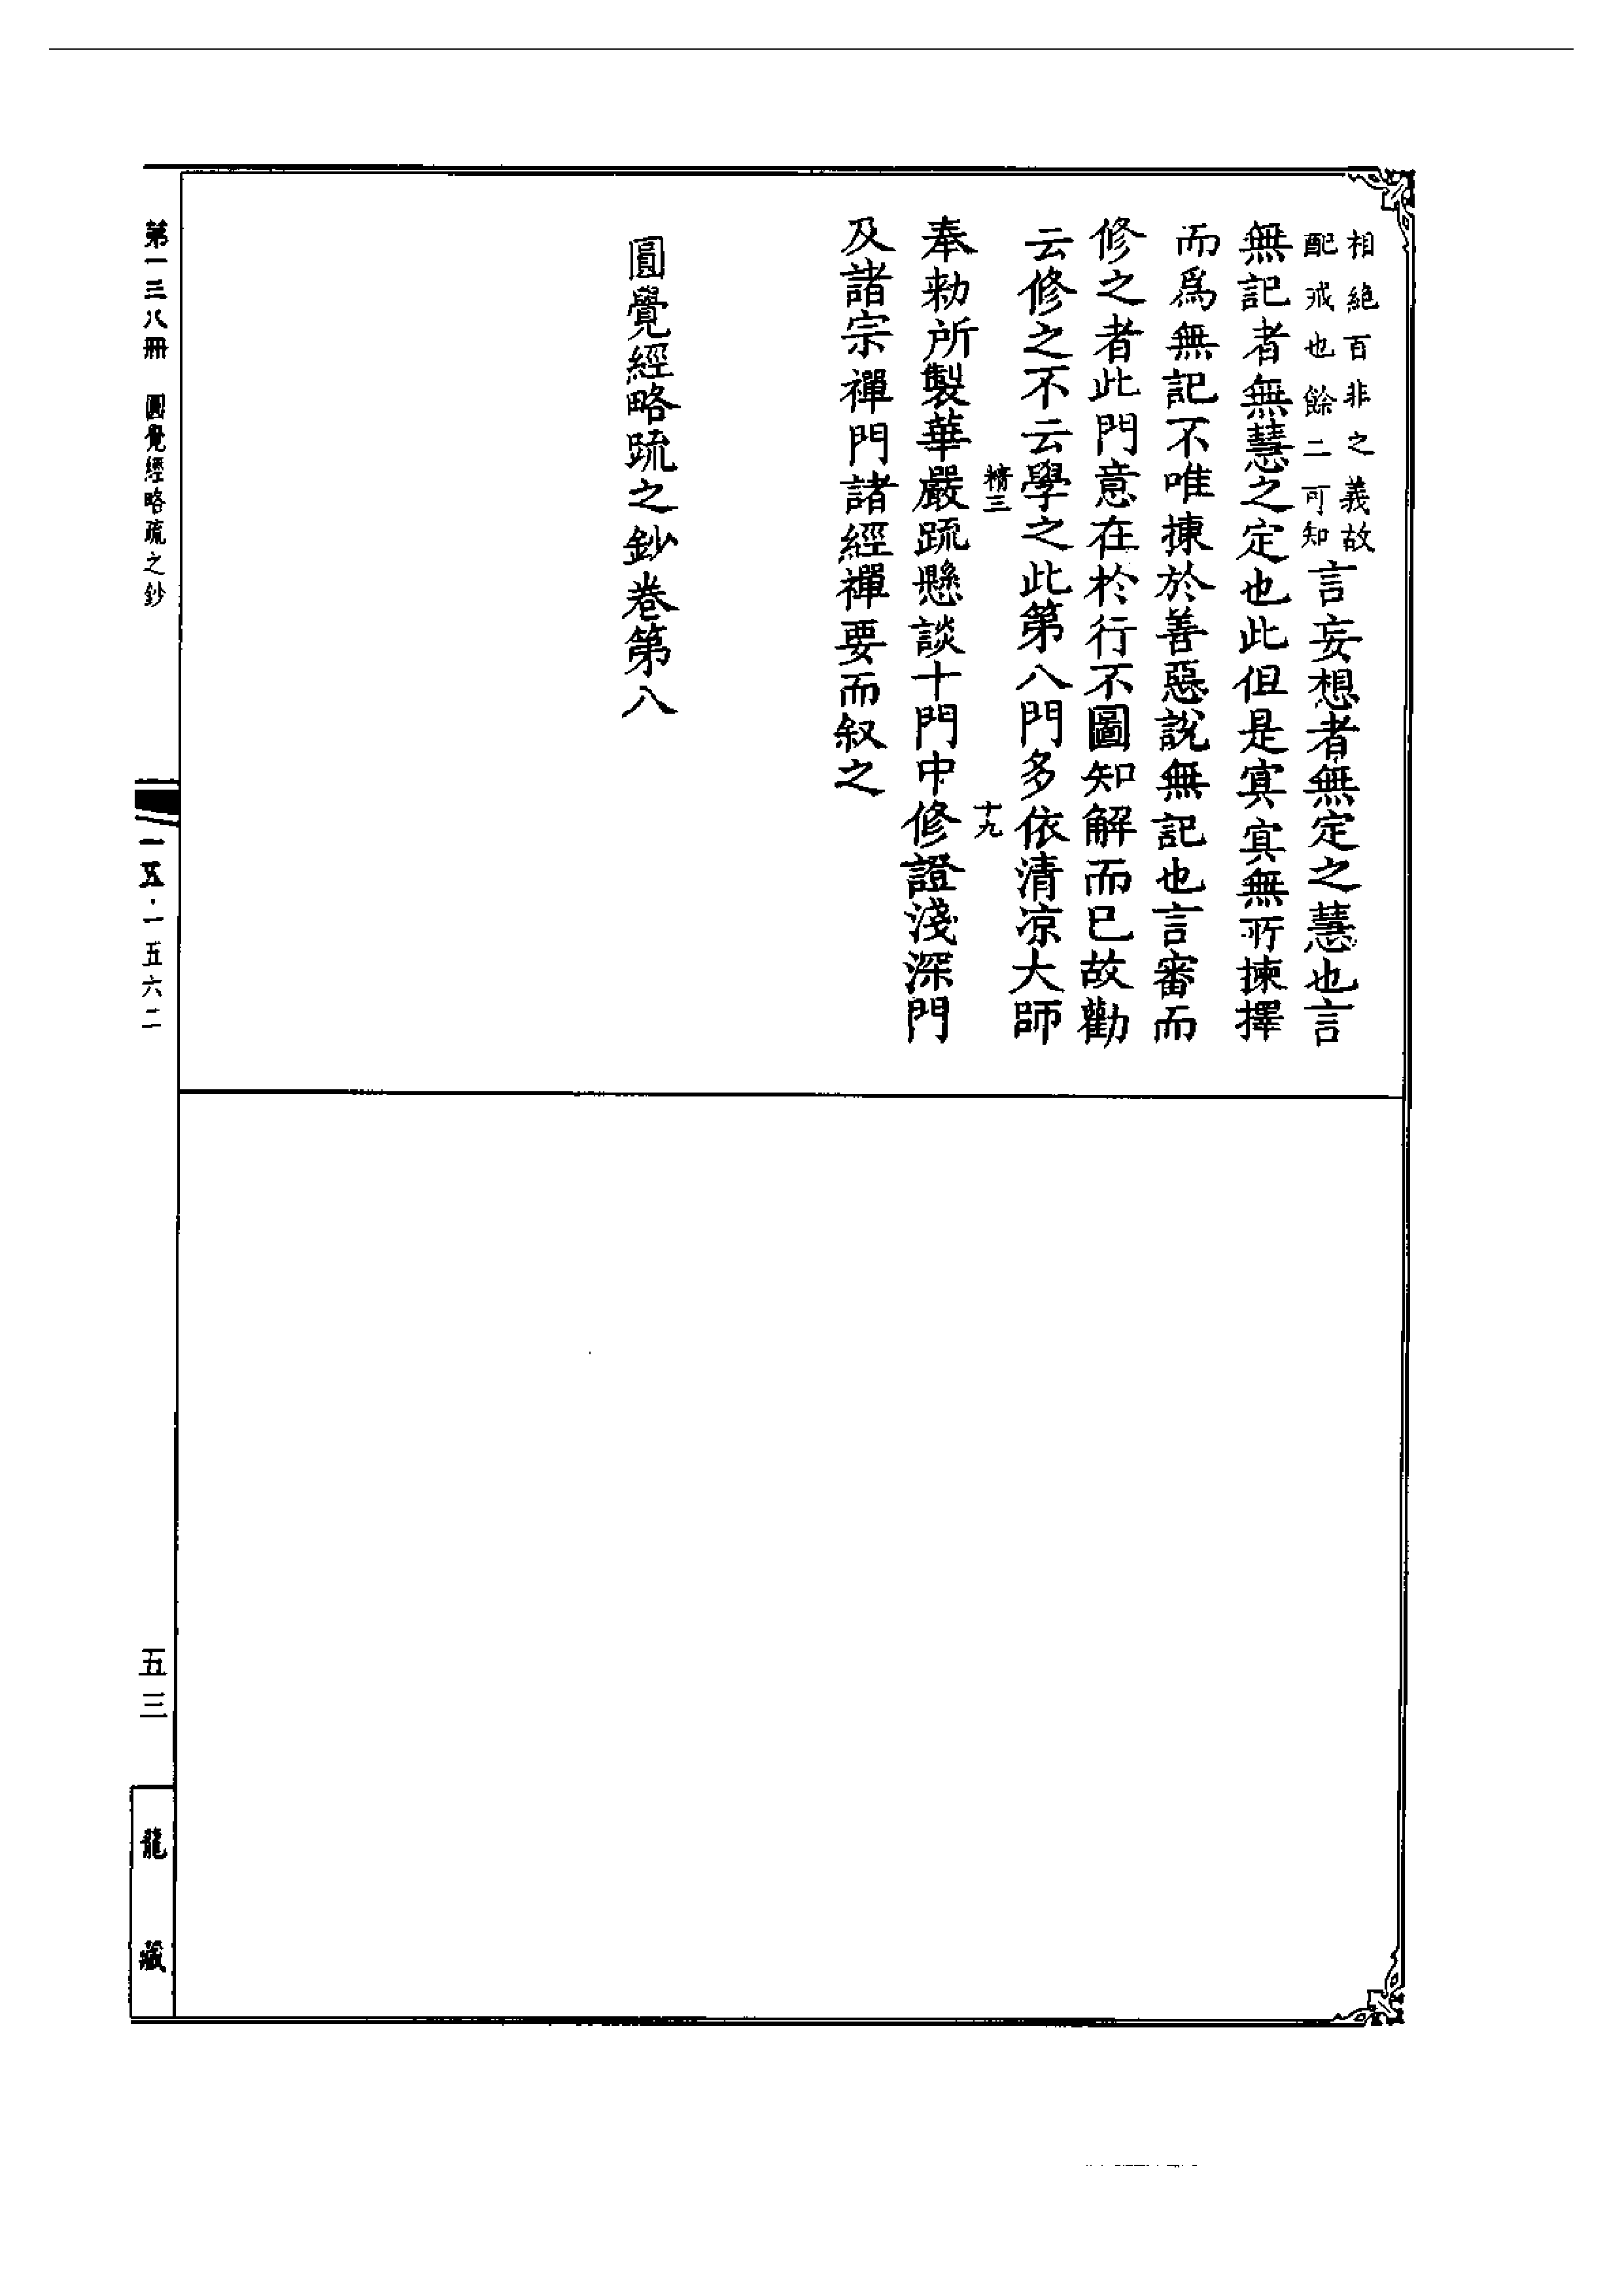 相絕百非之義故
配戒也餘二可知
言妄想者無定之慧也言
無記者無慧之定也此但是寘寘無所揀擇
而爲無記不唯揀於善惡說無記也言審而
修之者此門意在於行不圖知解而已故勸
云修之不云學之此第八門多依清凉大師
精三
十九
奉勑所製華嚴疏懸談十門中修證淺深門
及諸宗禪門諸經禪要而叙之
圓覺經略疏之鈔卷第八
第一三八冊 圓覺經略疏之鈔
一五六二
五三
龍藏